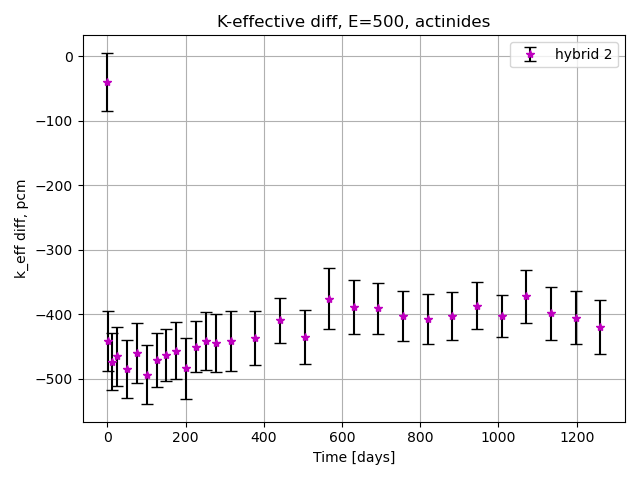 K-effective diff, E=500, actinides
hybrid 2
k_eff diff, pcm
0
−100
−200
−300
−400
−500
0 200 400 600 800 1000 1200
Time [days]